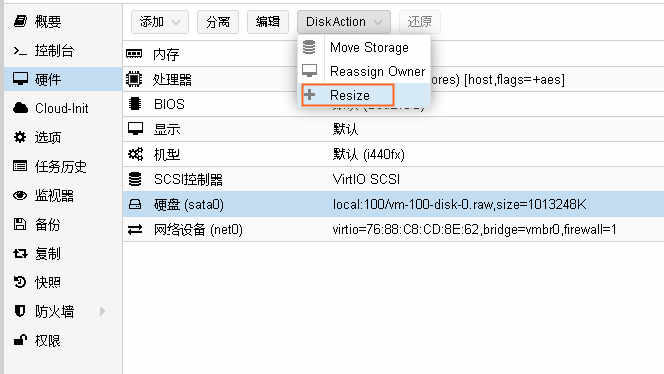 概要
控制台
硬件
Cloud-Init
选项
任务历史
监视器
备份
复制
快照
防火墙
权限
添加 分离 编辑 DiskAction 还原
Move Storage
Reassign Owner
Resize
内存
处理器 ores) [host,flags=+aes]
BIOS 默认
显示 默认
机型 默认 (i440fx)
SCSI控制器 VirtIO SCSI
硬盘 (sata0) local:100/vm-100-disk-0.raw,size=1013248K
网络设备 (net0) virtio=76:88:C8:CD:8E:62,bridge=vmbr0,firewall=1